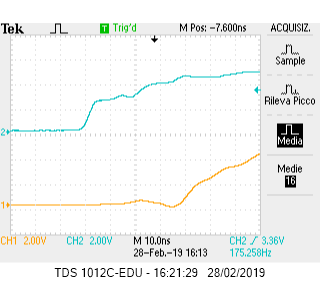 Tek Trig'd M Pos: -7.600ns ACQUISIZ.
Sample
Rileva Picco
Media
Medie
16
2
1
CH1 2.00V CH2 2.00V M 10.0ns CH2 / 3.36V
28-Feb.-19 16:13 175.258Hz
TDS 1012C-EDU - 16:21:29 28/02/2019